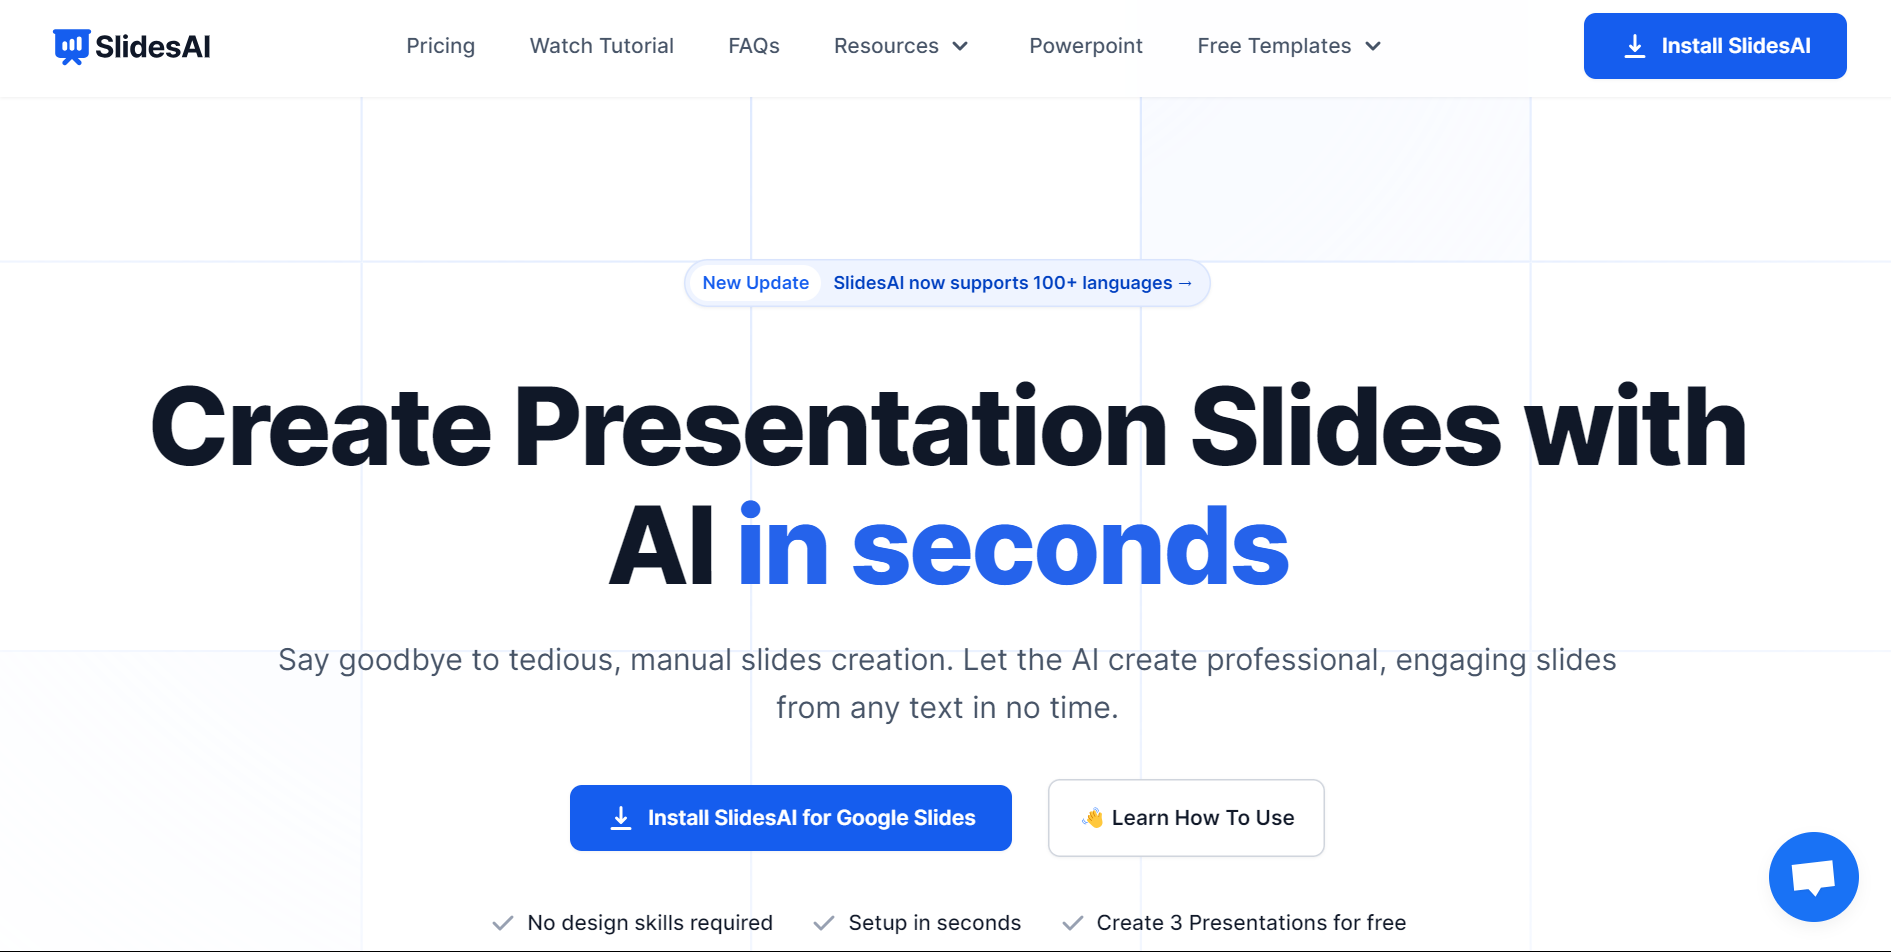 SlidesAI
Pricing
Watch Tutorial
FAQs
Resources
Powerpoint
Free Templates
Install SlidesAI
New Update SlidesAI now supports 100+ languages →
Create Presentation Slides with
AI in seconds
Say goodbye to tedious, manual slides creation. Let the AI create professional, engaging slides
from any text in no time.
Install SlidesAI for Google Slides
👋 Learn How To Use
No design skills required
Setup in seconds
Create 3 Presentations for free